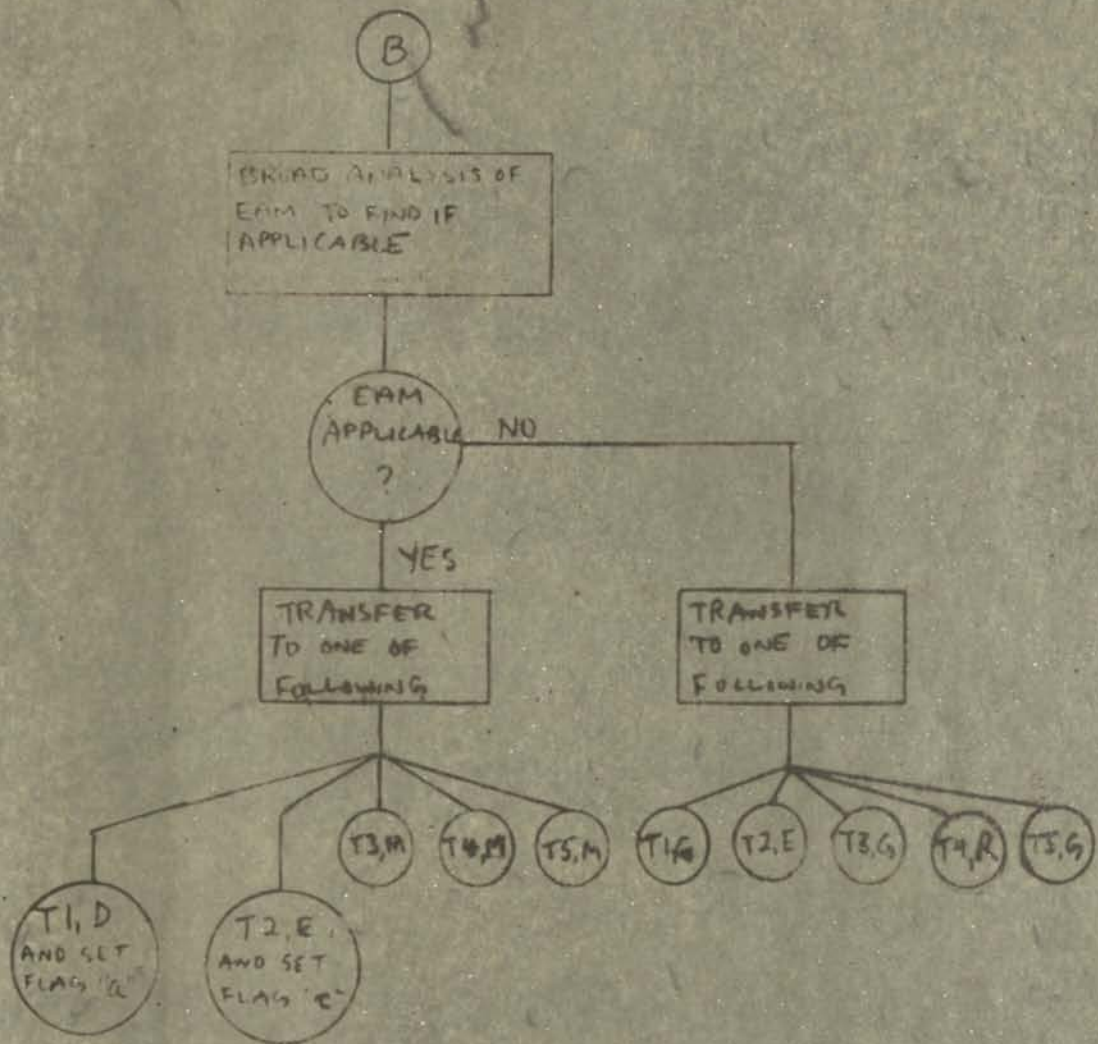 B
BROAD ANALYSIS OF
EAM TO FIND IF
APPLICABLE
EAM
APPLICABLE
?
NO
YES
TRANSFER
TO ONE OF
FOLLOWING
TRANSFER
TO ONE OF
FOLLOWING
T3,M
T4,M
T5,M
T1,G
T2,E
T3,G
T4,R
T5,G
T1,D
AND SET
FLAG "a"
T2,E
AND SET
FLAG